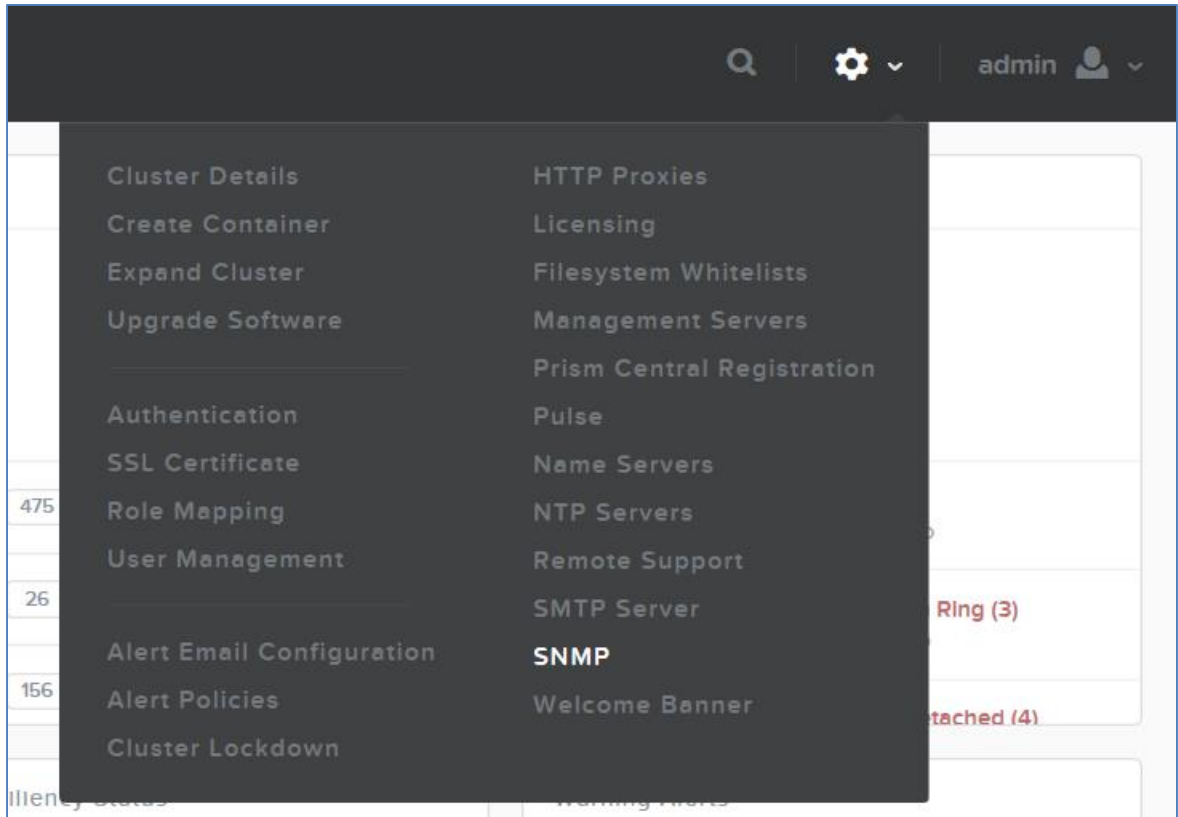 admin
Cluster Details
Create Container
Expand Cluster
Upgrade Software
Authentication
SSL Certificate
Role Mapping
User Management
Alert Email Configuration
Alert Policies
Cluster Lockdown
HTTP Proxies
Licensing
Filesystem Whitelists
Management Servers
Prism Central Registration
Pulse
Name Servers
NTP Servers
Remote Support
SMTP Server
SNMP
Welcome Banner
475
26
156
Ring (3)
tached (4)